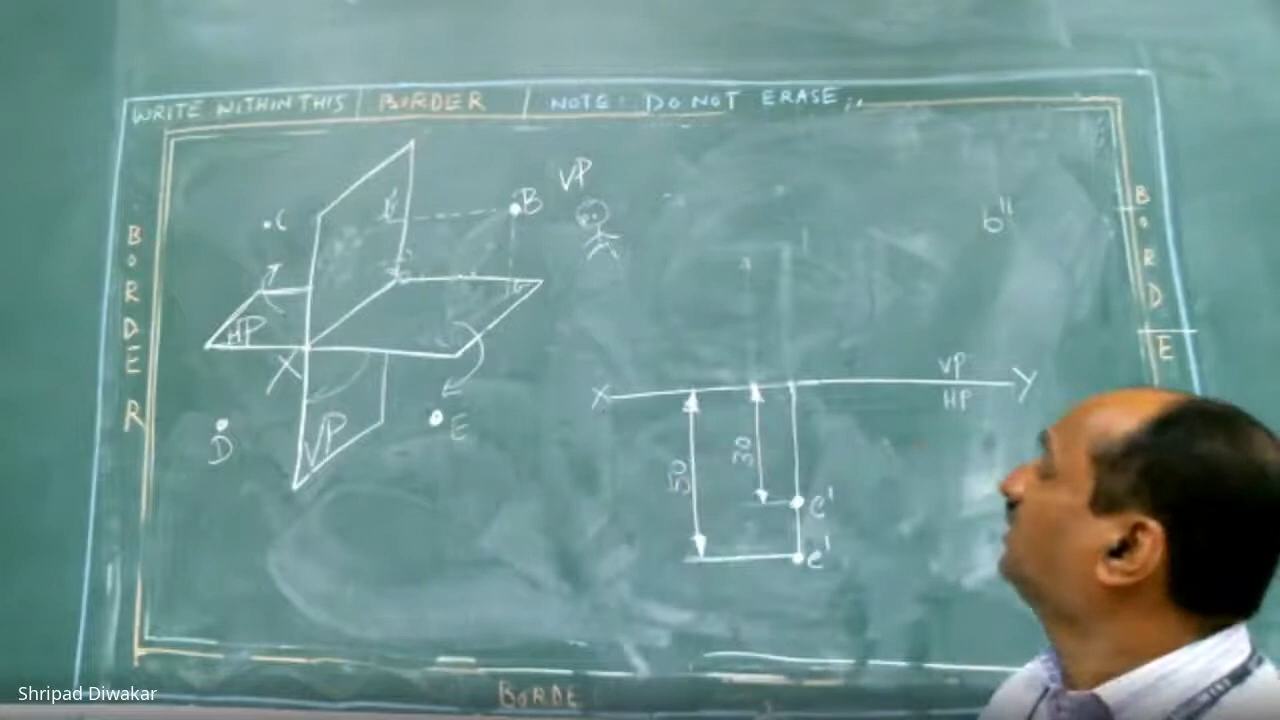 WRITE WITHIN THIS BORDER NOTE: DO NOT ERASE
BORDER
BORDE
VP
C
B
b'
b"
HP
X
VP
D
E
X
VP
HP
Y
50
30
e'
e'
BORDE
Shripad Diwakar